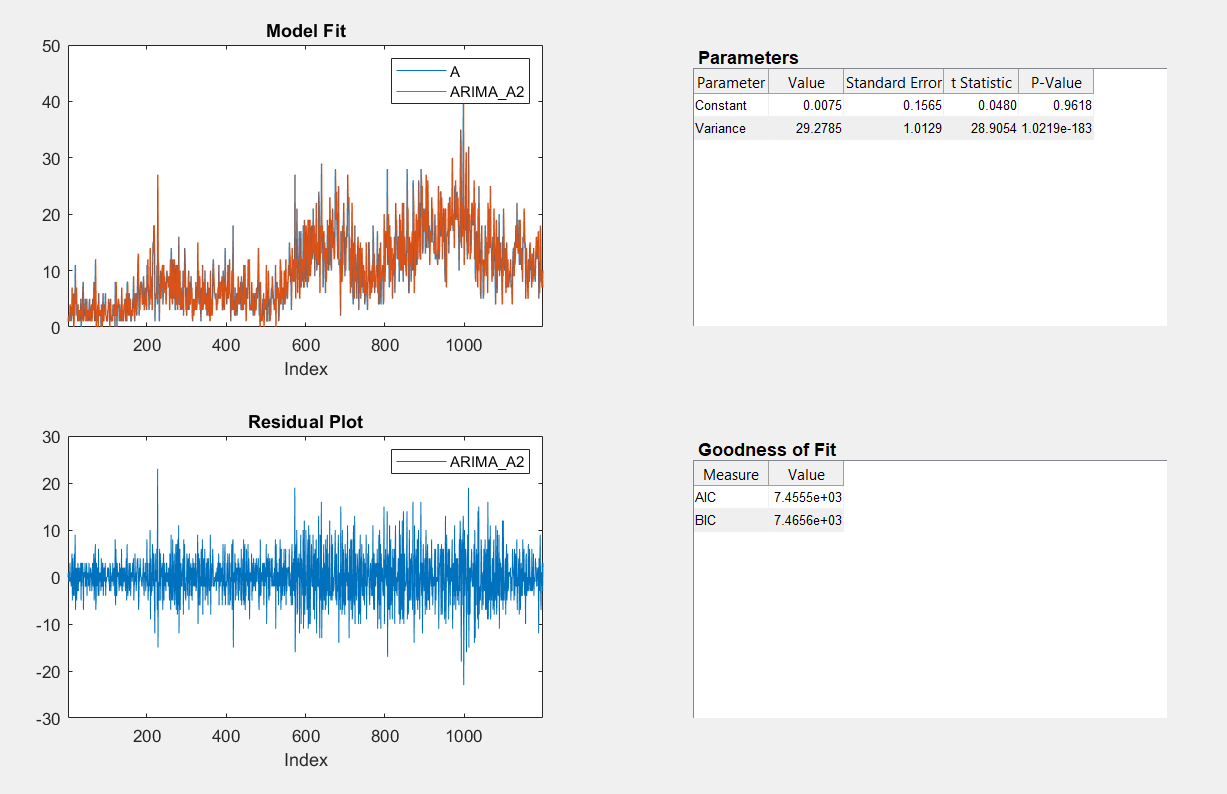 Model Fit
50
40
30
20
10
0
A
ARIMA_A2
200 400 600 800 1000
Index
Parameters
Parameter Value Standard Error t Statistic P-Value
Constant 0.0075 0.1565 0.0480 0.9618
Variance 29.2785 1.0129 28.9054 1.0219e-183
Residual Plot
30
20
10
0
-10
-20
-30
ARIMA_A2
200 400 600 800 1000
Index
Goodness of Fit
Measure Value
AIC 7.4555e+03
BIC 7.4656e+03